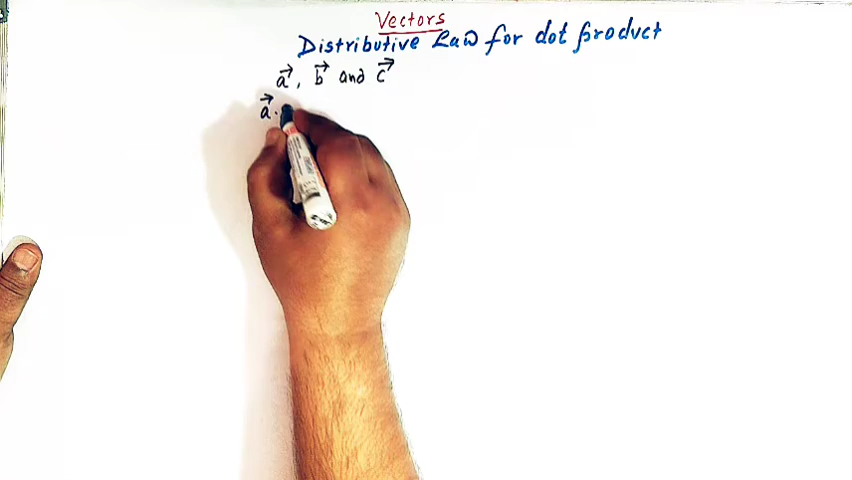 Vectors
Distributive Law for dot product
a⃗, b⃗ and c⃗
a⃗.